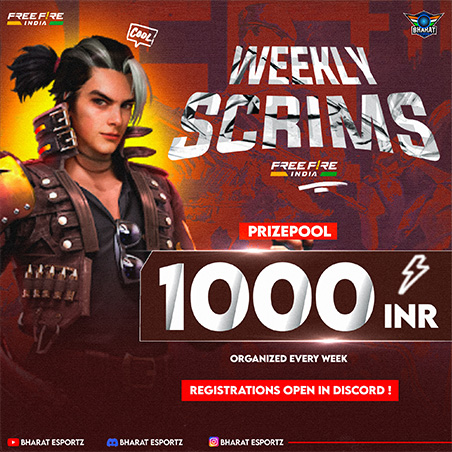 FREE FIRE
INDIA
BHARAT
COOL
WEEKLY
SCRIMS
FREE FIRE
INDIA
PRIZEPOOL
1000 INR
ORGANIZED EVERY WEEK
REGISTRATIONS OPEN IN DISCORD !
BHARAT ESPORTZ BHARAT ESPORTZ BHARAT ESPORTZ